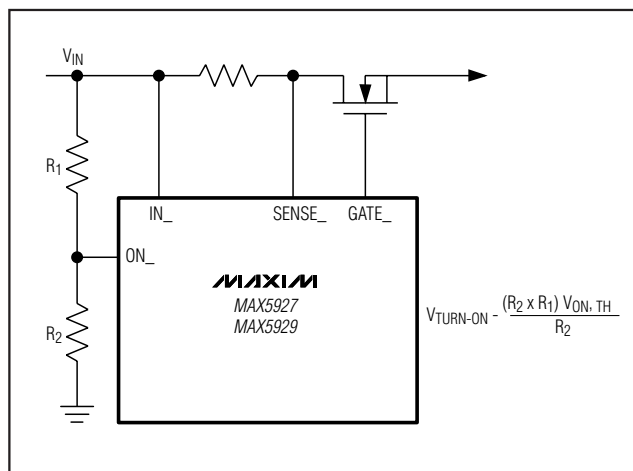 V_IN
R_1
IN_
SENSE_
GATE_
ON_
MAXIM
MAX5927
MAX5929
R_2
V_TURN-ON - (R_2 x R_1) V_ON, TH
R_2